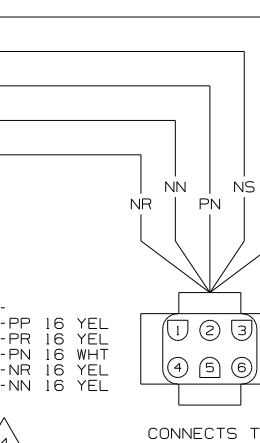 NN NS
NR PN
-
-PP 16 YEL
-PR 16 YEL
-PN 16 WHT
-NR 16 YEL
-NN 16 YEL
1 2 3
4 5 6
4
CONNECTS T